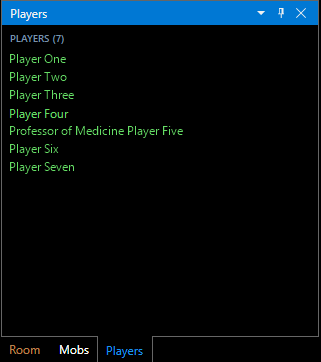 Players
PLAYERS (7)
Player One
Player Two
Player Three
Player Four
Professor of Medicine Player Five
Player Six
Player Seven
Room Mobs Players